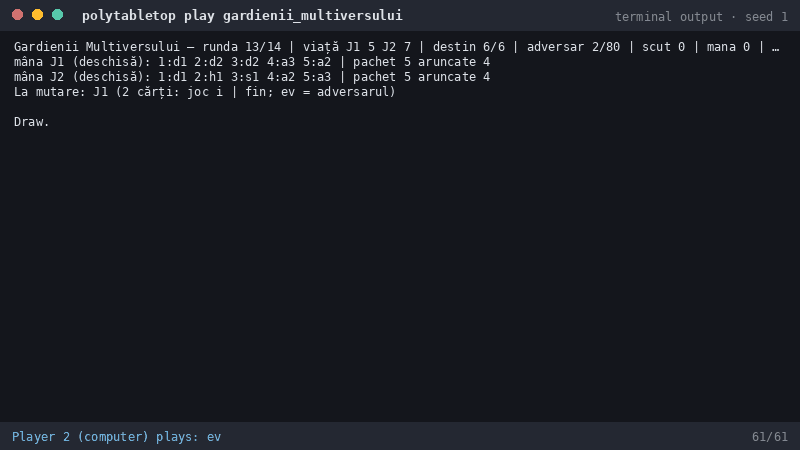 polytabletop play gardienii_multiversului
terminal output · seed 1
Gardienii Multiversului — runda 13/14 | viață J1 5 J2 7 | destin 6/6 | adversar 2/80 | scut 0 | mana 0 | …
mâna J1 (deschisă): 1:d1 2:d2 3:d2 4:a3 5:a2 | pachet 5 aruncate 4
mâna J2 (deschisă): 1:d1 2:h1 3:s1 4:a2 5:a3 | pachet 5 aruncate 4
La mutare: J1 (2 cărți: joc i | fin; ev = adversarul)
Draw.
Player 2 (computer) plays: ev
61/61